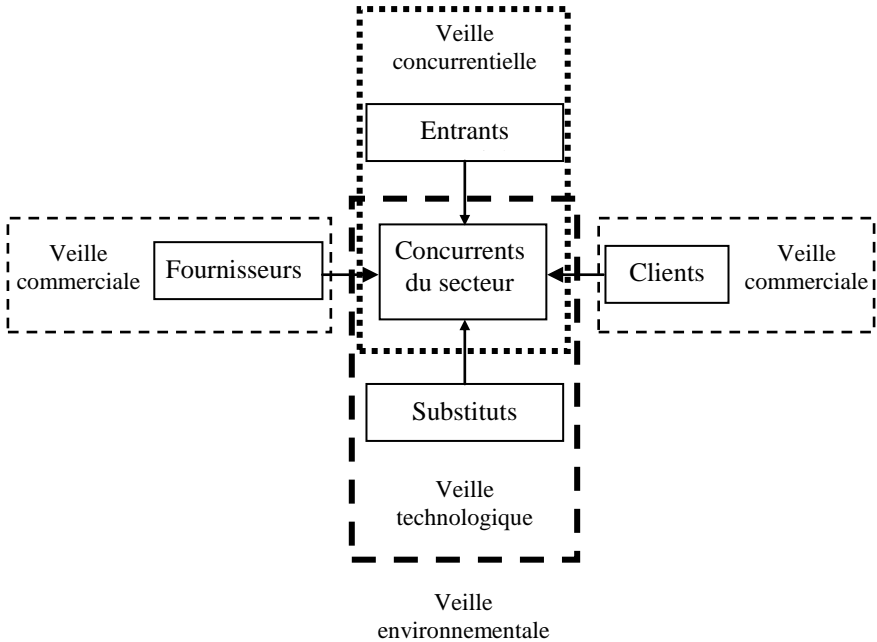 Veille
concurrentielle
Entrants
Veille
commerciale
Fournisseurs
Concurrents
du secteur
Clients
Veille
commerciale
Substituts
Veille
technologique
Veille
environnementale